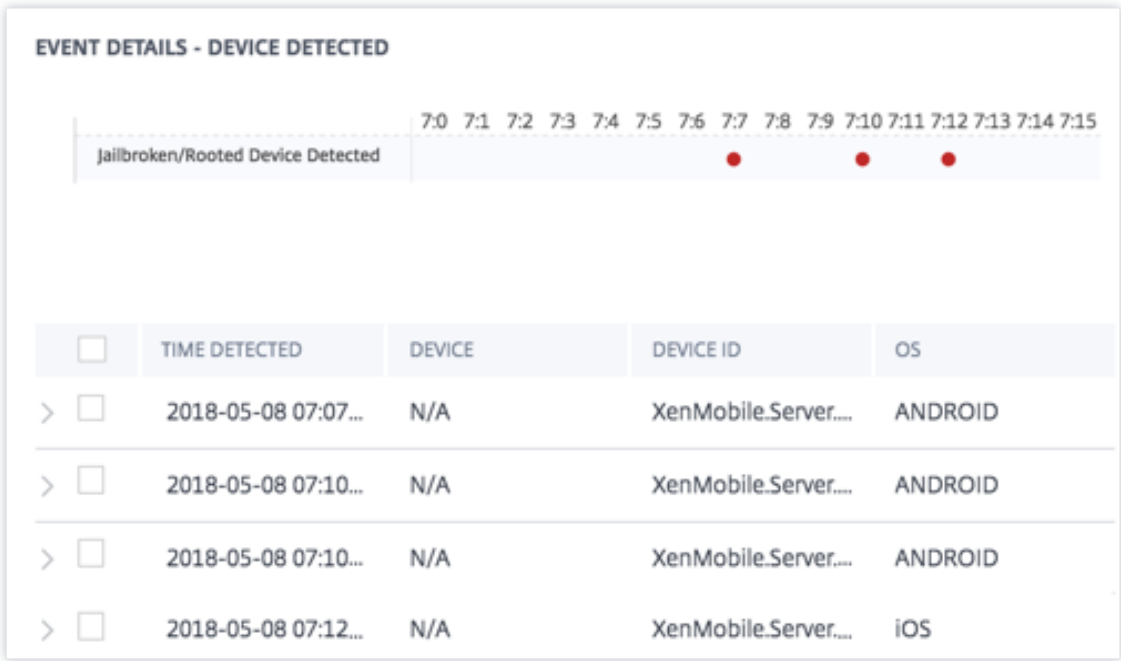 EVENT DETAILS - DEVICE DETECTED
7:0 7:1 7:2 7:3 7:4 7:5 7:6 7:7 7:8 7:9 7:10 7:11 7:12 7:13 7:14 7:15
Jailbroken/Rooted Device Detected
TIME DETECTED DEVICE DEVICE ID OS
2018-05-08 07:07... N/A XenMobile.Server.... ANDROID
2018-05-08 07:10... N/A XenMobile.Server.... ANDROID
2018-05-08 07:10... N/A XenMobile.Server.... ANDROID
2018-05-08 07:12... N/A XenMobile.Server.... iOS